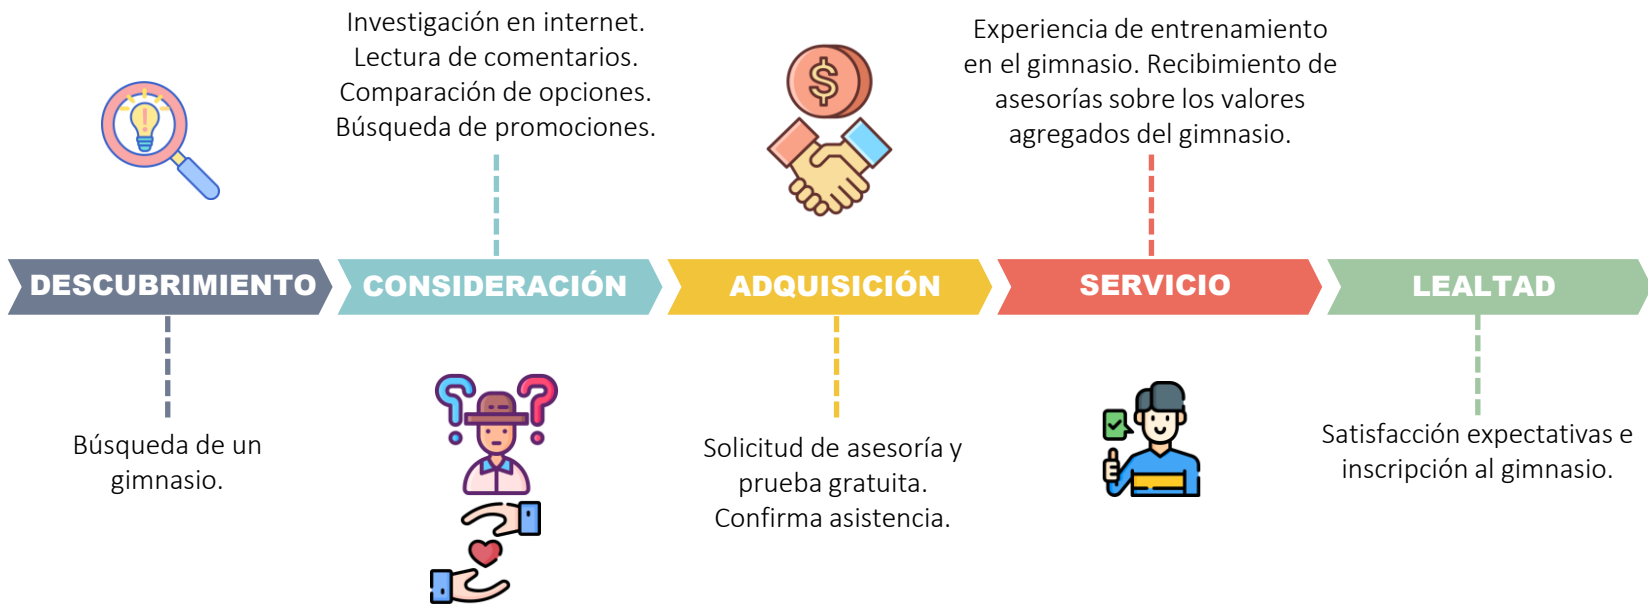 Investigación en internet.
Lectura de comentarios.
Comparación de opciones.
Búsqueda de promociones.
Experiencia de entrenamiento
en el gimnasio. Recibimiento de
asesorías sobre los valores
agregados del gimnasio.
DESCUBRIMIENTO
CONSIDERACIÓN
ADQUISICIÓN
SERVICIO
LEALTAD
Búsqueda de un
gimnasio.
Solicitud de asesoría y
prueba gratuita.
Confirma asistencia.
Satisfacción expectativas e
inscripción al gimnasio.